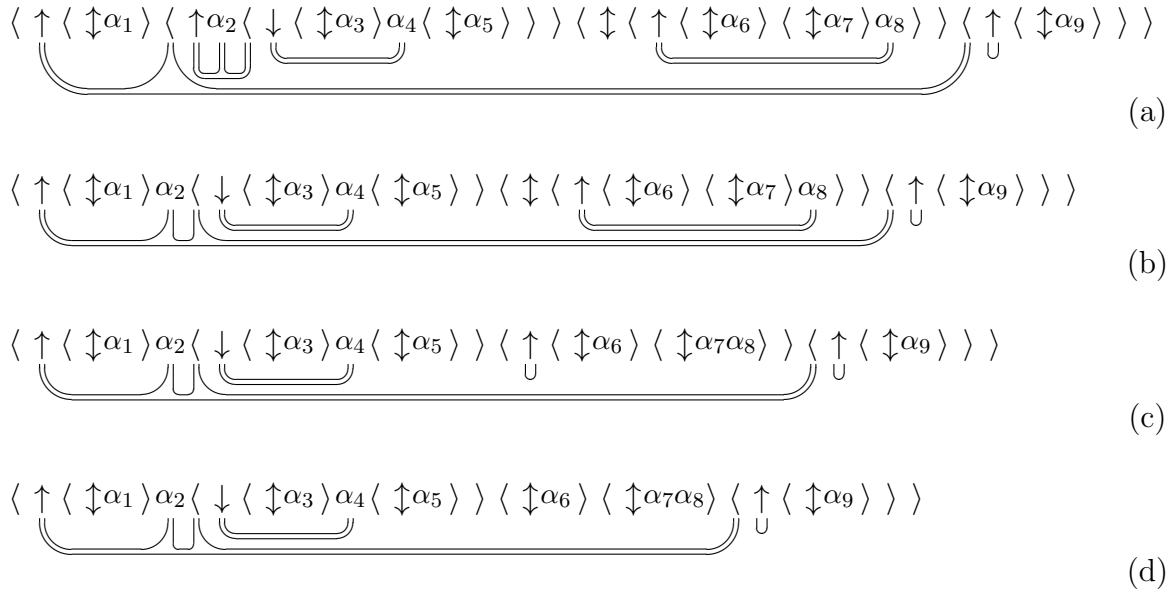 ⟨ ↑ ⟨ ↕α₁ ⟩ ⟨ ↑α₂⟨ ↓ ⟨ ↕α₃ ⟩α₄⟨ ↕α₅ ⟩ ⟩ ⟩ ⟨ ↕ ⟨ ↑ ⟨ ↕α₆ ⟩ ⟨ ↕α₇ ⟩α₈ ⟩ ⟩ ⟨ ↑ ⟨ ↕α₉ ⟩ ⟩ ⟩
(a)
⟨ ↑ ⟨ ↕α₁ ⟩α₂⟨ ↓ ⟨ ↕α₃ ⟩α₄⟨ ↕α₅ ⟩ ⟩ ⟨ ↕ ⟨ ↑ ⟨ ↕α₆ ⟩ ⟨ ↕α₇ ⟩α₈ ⟩ ⟩ ⟨ ↑ ⟨ ↕α₉ ⟩ ⟩ ⟩
(b)
⟨ ↑ ⟨ ↕α₁ ⟩α₂⟨ ↓ ⟨ ↕α₃ ⟩α₄⟨ ↕α₅ ⟩ ⟩ ⟨ ↑ ⟨ ↕α₆ ⟩ ⟨ ↕α₇α₈⟩ ⟩ ⟨ ↑ ⟨ ↕α₉ ⟩ ⟩ ⟩
(c)
⟨ ↑ ⟨ ↕α₁ ⟩α₂⟨ ↓ ⟨ ↕α₃ ⟩α₄⟨ ↕α₅ ⟩ ⟩ ⟨ ↕α₆ ⟩ ⟨ ↕α₇α₈⟩ ⟨ ↑ ⟨ ↕α₉ ⟩ ⟩ ⟩
(d)